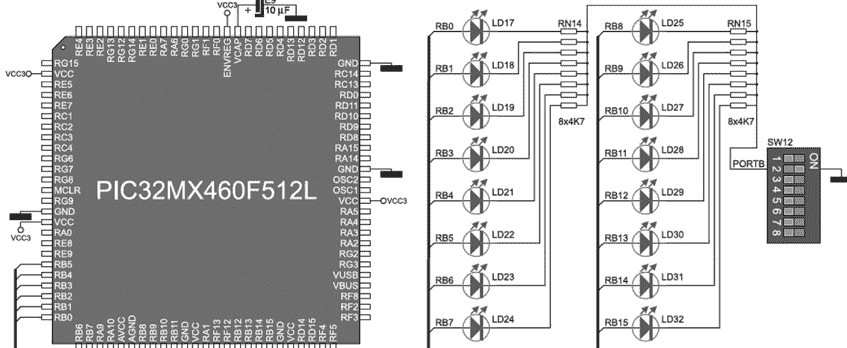 VCC3
E9
10 µF
+
RE4
RE3
RE2
RG13
RG12
RG14
RE1
RE0
RA7
RA6
RG0
RG1
RF1
RF0
ENVREG
VCAP
RD7
RD6
RD5
RD4
RD13
RD12
RD3
RD2
RD1
RG15
VCC3
VCC
RE5
RE6
RE7
RC1
RC2
RC3
RC4
RG6
RG7
RG8
MCLR
RG9
GND
VCC
VCC3
RA0
RE8
RE9
RB5
RB4
RB3
RB2
RB1
RB0
PIC32MX460F512L
GND
RC14
RC13
RD0
RD11
RD10
RD9
RD8
RA15
RA14
GND
OSC2
OSC1
VCC
VCC3
RA5
RA4
RA3
RA2
RG2
RG3
VUSB
VBUS
RF8
RF2
RF3
RB6
RB7
RA9
RA10
AVCC
AGND
RB8
RB9
RB10
RB11
GND
VCC
RA1
RF13
RF12
RB12
RB13
RB14
RB15
GND
VCC
RD14
RD15
RF4
RF5
RB0
LD17
RN14
RB1
LD18
RB2
LD19
8x4K7
RB3
LD20
RB4
LD21
RB5
LD22
RB6
LD23
RB7
LD24
RB8
LD25
RN15
RB9
LD26
RB10
LD27
8x4K7
RB11
LD28
RB12
LD29
RB13
LD30
RB14
LD31
RB15
LD32
SW12
PORTB
ON
1
2
3
4
5
6
7
8